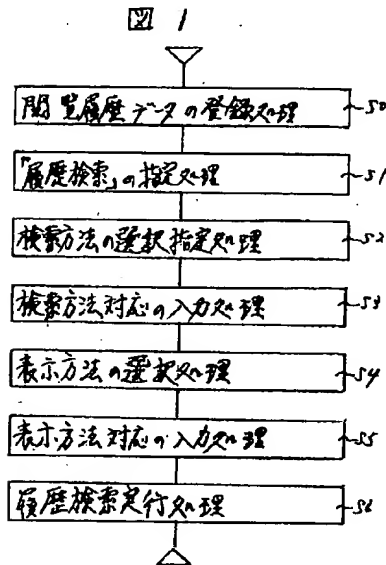 図 1
閲覧履歴データの登録処理 S0
「履歴検索」の指定処理 S1
検索方法の選択指定処理 S2
検索方法対応の入力処理 S3
表示方法の選択処理 S4
表示方法対応の入力処理 S5
履歴検索実行処理 S6